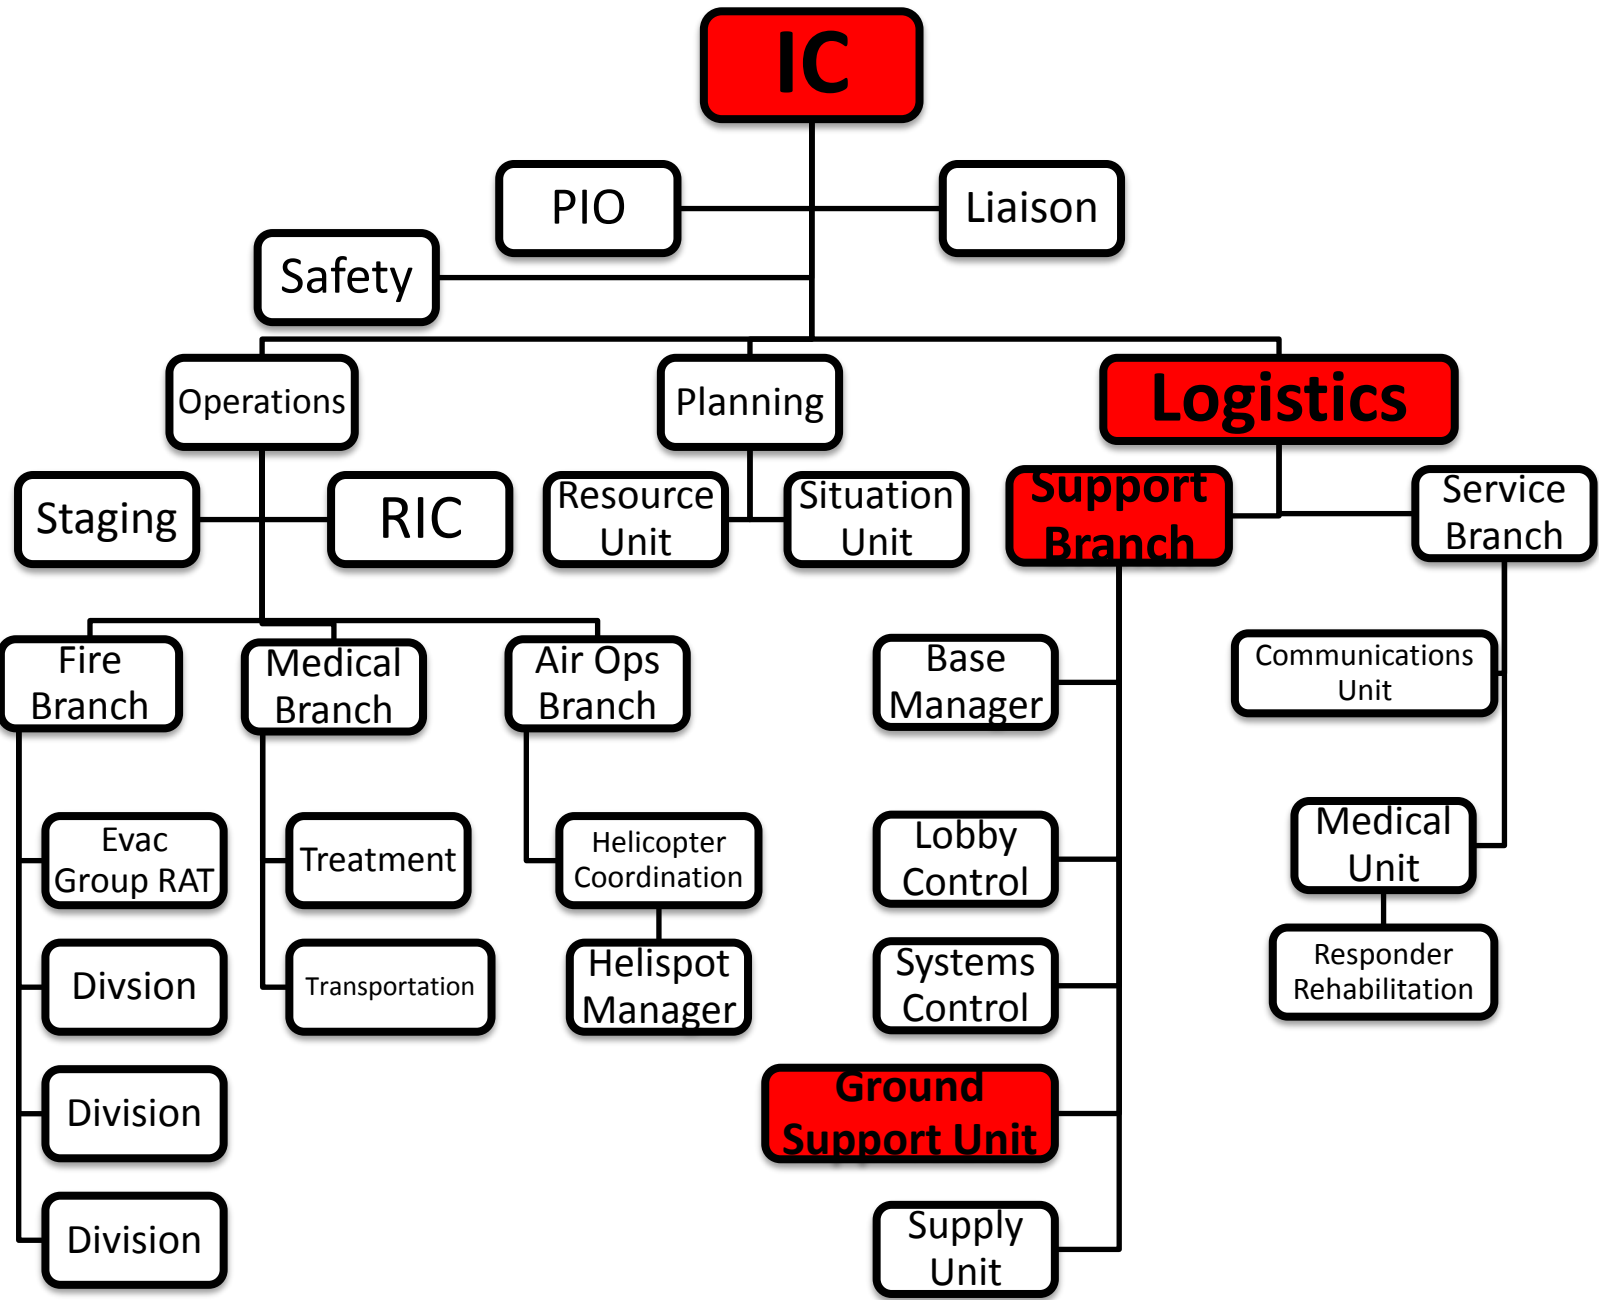 IC
PIO
Liaison
Safety
Operations
Planning
Logistics
Staging
RIC
Resource
Unit
Situation
Unit
Support
Branch
Service
Branch
Fire
Branch
Medical
Branch
Air Ops
Branch
Base
Manager
Communications
Unit
Evac
Group RAT
Treatment
Helicopter
Coordination
Lobby
Control
Medical
Unit
Divsion
Transportation
Helispot
Manager
Systems
Control
Responder
Rehabilitation
Division
Ground
Support Unit
Division
Supply
Unit